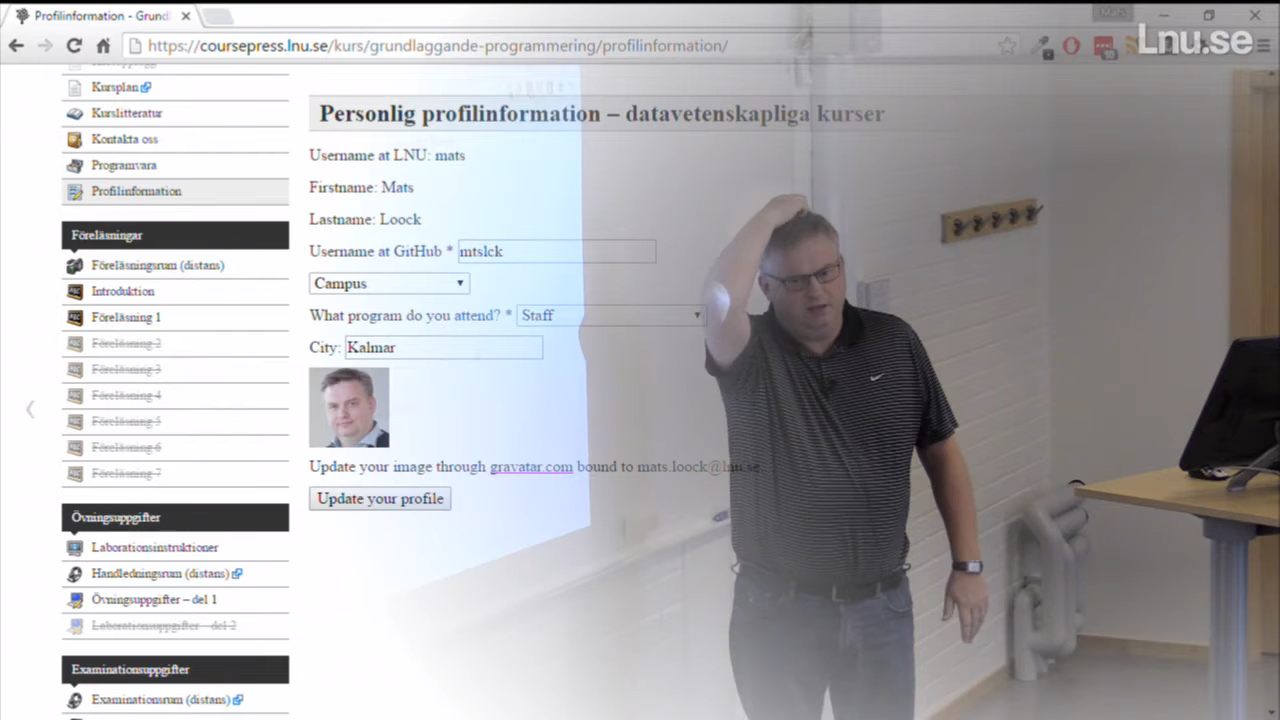 Profilinformation - Grund
Mats
https://coursepress.lnu.se/kurs/grundlaggande-programmering/profilinformation/
Lnu.se
Kursplan
Kurslitteratur
Kontakta oss
Programvara
Profilinformation
Föreläsningar
Föreläsningsrum (distans)
Introduktion
Föreläsning 1
Föreläsning 2
Föreläsning 3
Föreläsning 4
Föreläsning 5
Föreläsning 6
Föreläsning 7
Övningsuppgifter
Laborationsinstruktioner
Handledningsrum (distans)
Övningsuppgifter – del 1
Laborationsuppgifter – del 2
Examinationsuppgifter
Examinationsrum (distans)
Personlig profilinformation – datavetenskapliga kurser
Username at LNU: mats
Firstname: Mats
Lastname: Loock
Username at GitHub * mtslck
Campus
What program do you attend? * Staff
City: Kalmar
Update your image through gravatar.com bound to mats.loock@lnu.se
Update your profile